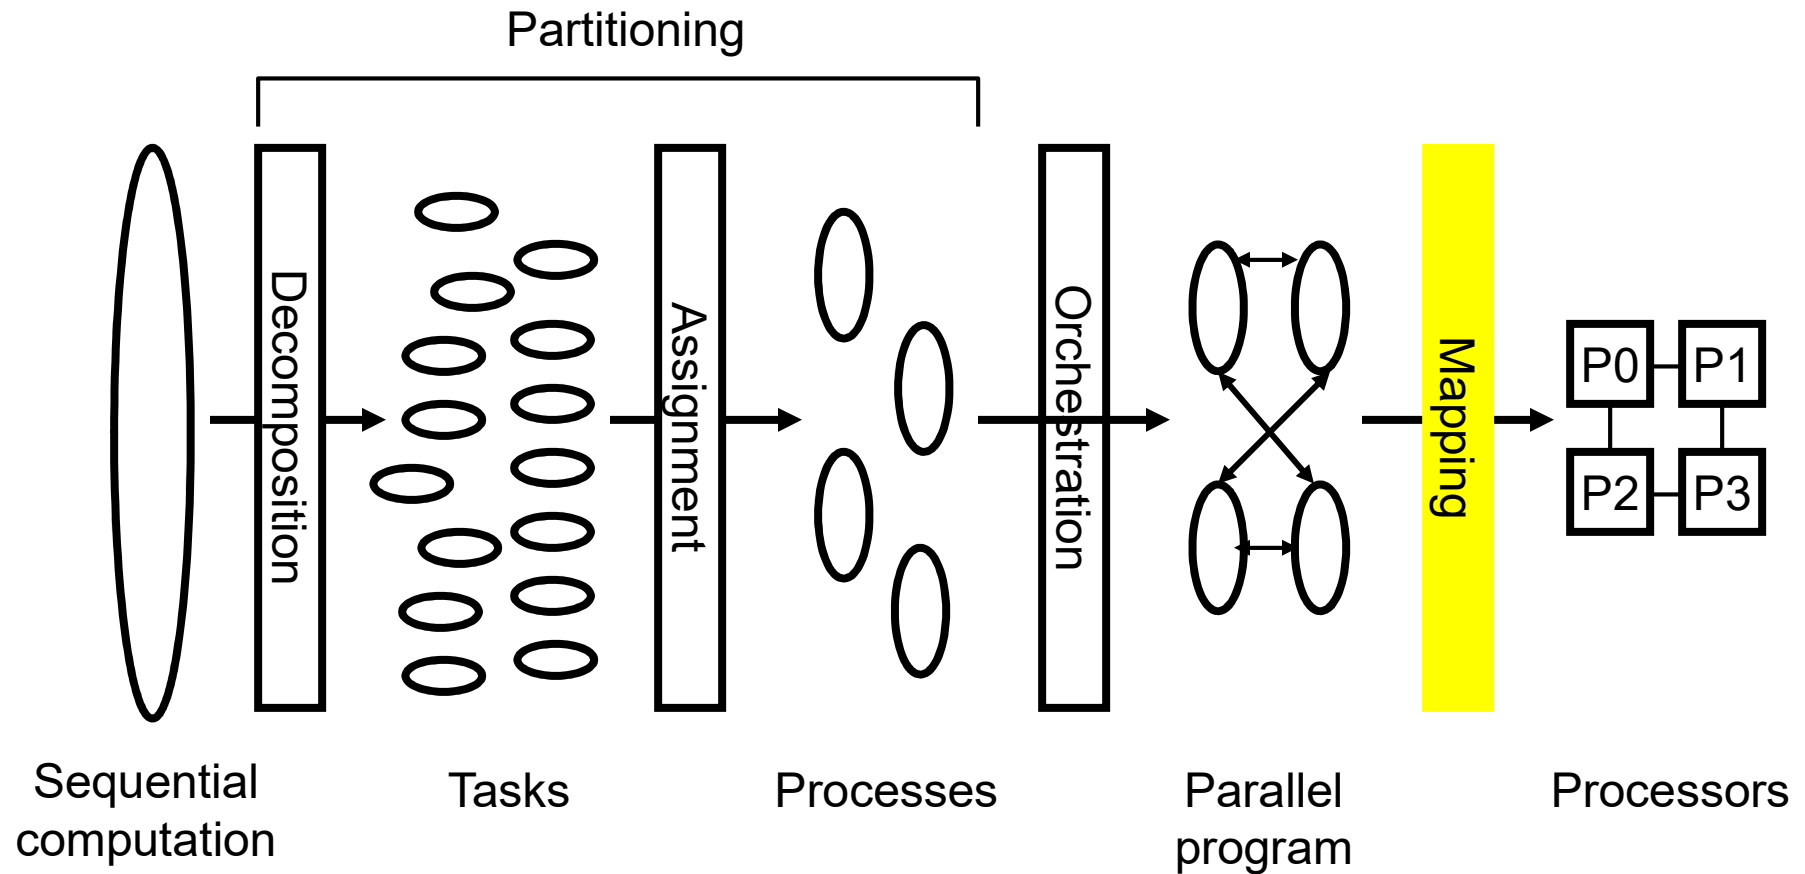 Partitioning
Decomposition
Assignment
Orchestration
Mapping
P0
P1
P2
P3
Sequential
computation
Tasks
Processes
Parallel
program
Processors